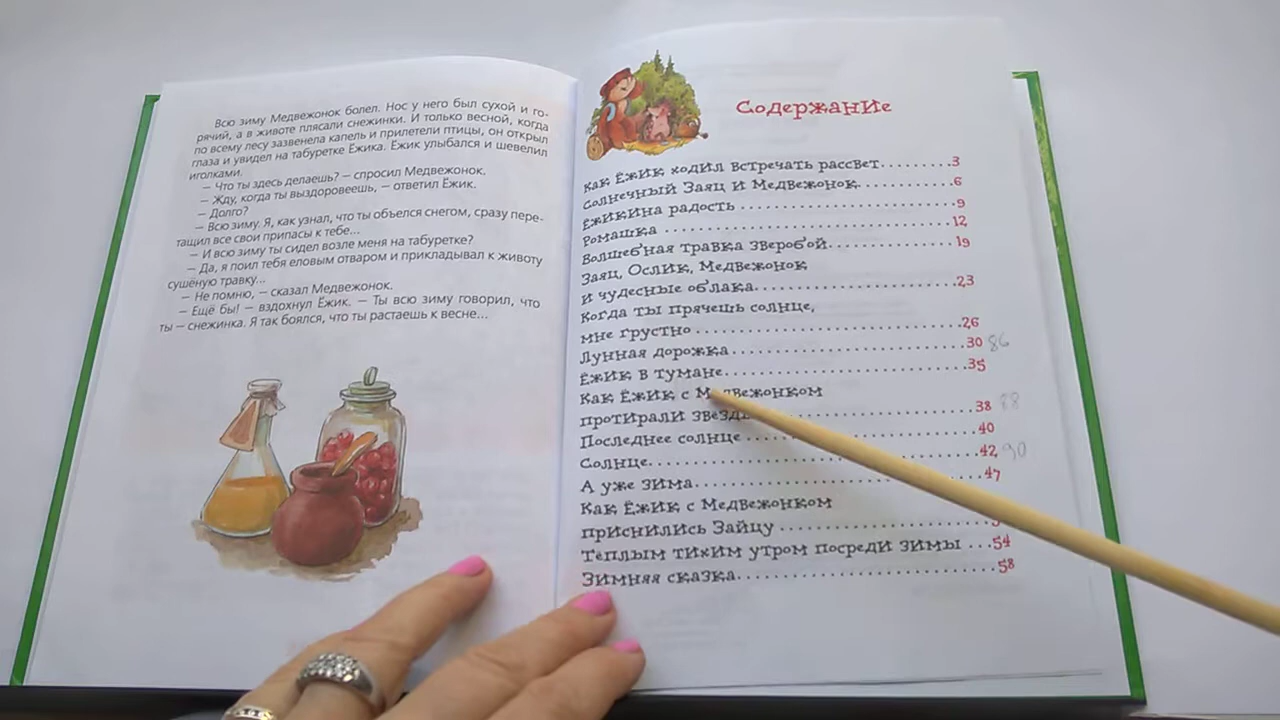 Всю зиму Медвежонок болел. Нос у него был сухой и го-
рячий, а в животе плясали снежинки. И только весной, когда
по всему лесу зазвенела капель и прилетели птицы, он открыл
глаза и увидел на табуретке Ёжика. Ёжик улыбался и шевелил
иголками.
— Что ты здесь делаешь? — спросил Медвежонок.
— Жду, когда ты выздоровеешь, — ответил Ёжик.
— Долго?
— Всю зиму. Я, как узнал, что ты объелся снегом, сразу пере-
тащил все свои припасы к тебе...
— И всю зиму ты сидел возле меня на табуретке?
— Да, я поил тебя еловым отваром и прикладывал к животу
сушёную травку...
— Не помню, — сказал Медвежонок.
— Ещё бы! — вздохнул Ёжик. — Ты всю зиму говорил, что
ты — снежинка. Я так боялся, что ты растаешь к весне...
Содержание
Как Ёжик ходил встречать рассвет.........3
Солнечный Заяц и Медвежонок............6
Ёжикина радость.......................9
Ромашка..............................12
Волшебная травка зверобой..............19
Заяц, Ослик, Медвежонок
и чудесные облака.....................23
Когда ты прячешь солнце,
мне грустно...........................26
Лунная дорожка.......................30 86
Ёжик в тумане........................35
Как Ёжик с Медвежонком
протирали звёзды.....................38 88
Последнее солнце.....................40
Солнце...............................42 90
А уже зима...........................47
Как Ёжик с Медвежонком
приснились Зайцу.....................
Тёплым тихим утром посреди зимы ...54
Зимняя сказка........................58